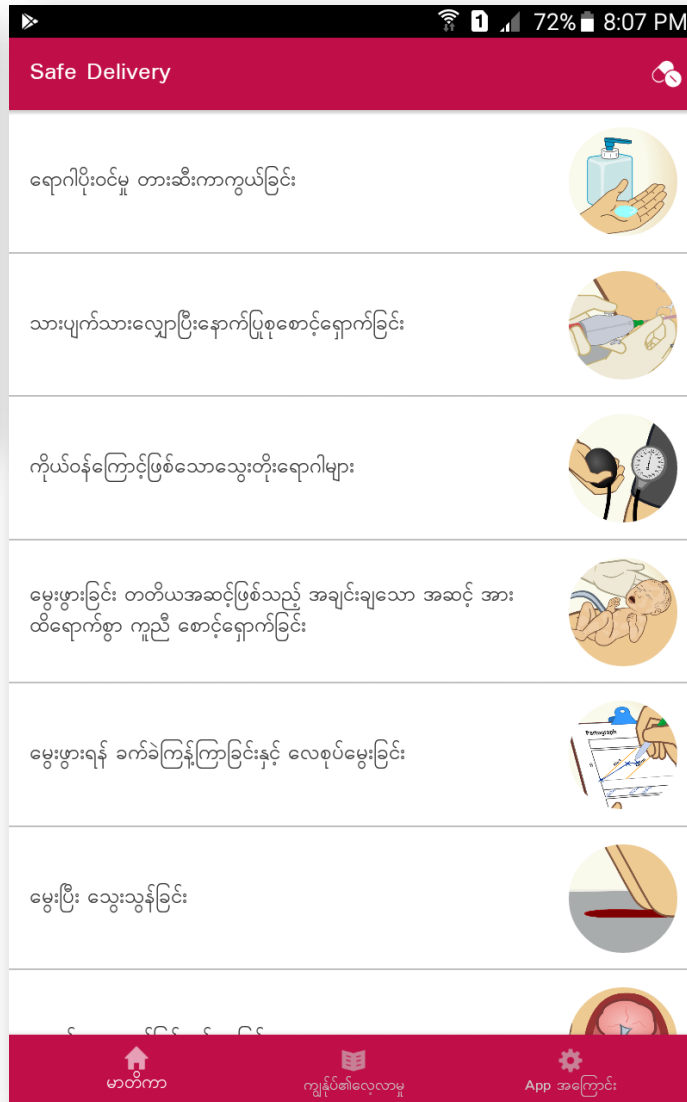 72% 8:07 PM
Safe Delivery
ရောဂါပိုးဝင်မှု တားဆီးကာကွယ်ခြင်း
သားပျက်သားလျှောပြီးနောက်ပြုစုစောင့်ရှောက်ခြင်း
ကိုယ်ဝန်ကြောင့်ဖြစ်သောသွေးတိုးရောဂါများ
မွေးဖွားခြင်း တတိယအဆင့်ဖြစ်သည့် အချင်းချသော အဆင့် အား
ထိရောက်စွာ ကူညီ စောင့်ရှောက်ခြင်း
မွေးဖွားရန် ခက်ခဲကြန့်ကြာခြင်းနှင့် လေစုပ်မွေးခြင်း
Partograph
မွေးပြီး သွေးသွန်ခြင်း
မာတိကာ
ကျွန်ုပ်၏လေ့လာမှု
App အကြောင်း